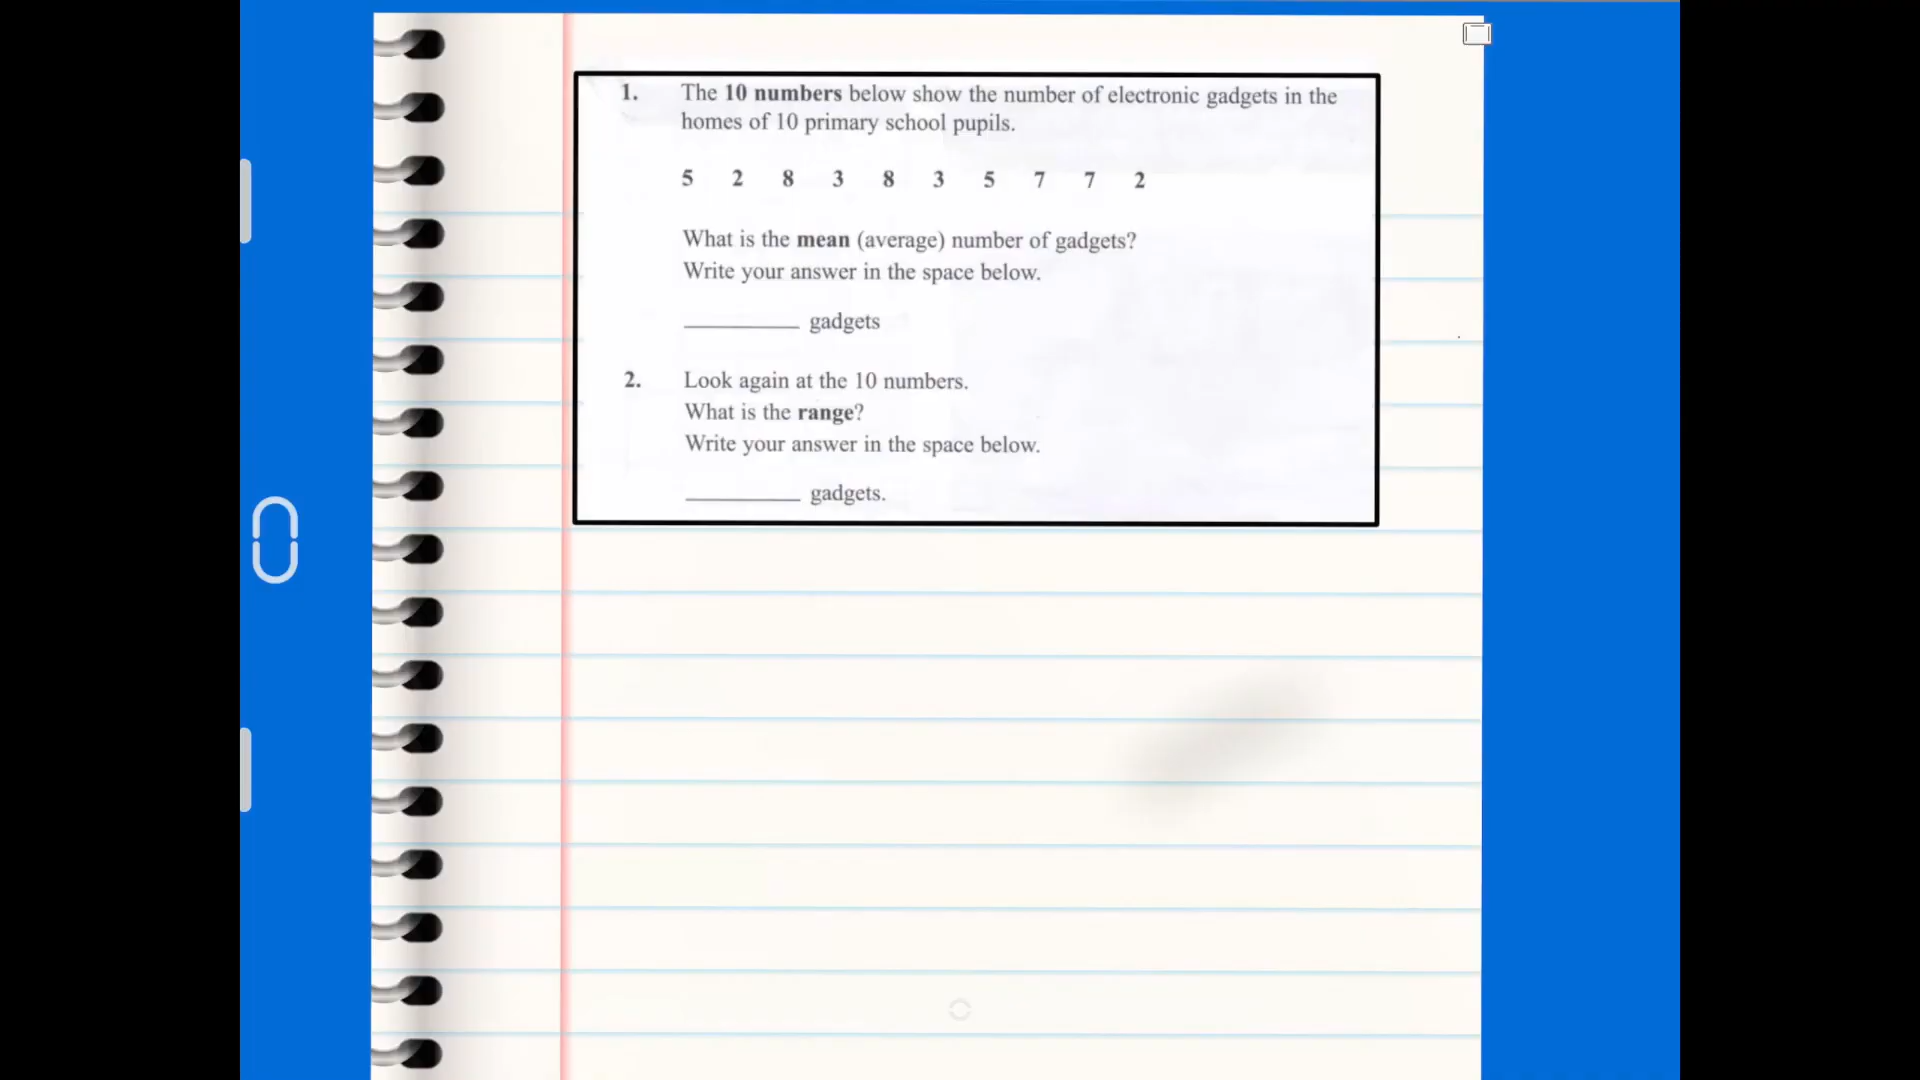 1. The 10 numbers below show the number of electronic gadgets in the
homes of 10 primary school pupils.
5 2 8 3 8 3 5 7 7 2
What is the mean (average) number of gadgets?
Write your answer in the space below.
__________ gadgets
2. Look again at the 10 numbers.
What is the range?
Write your answer in the space below.
__________ gadgets.